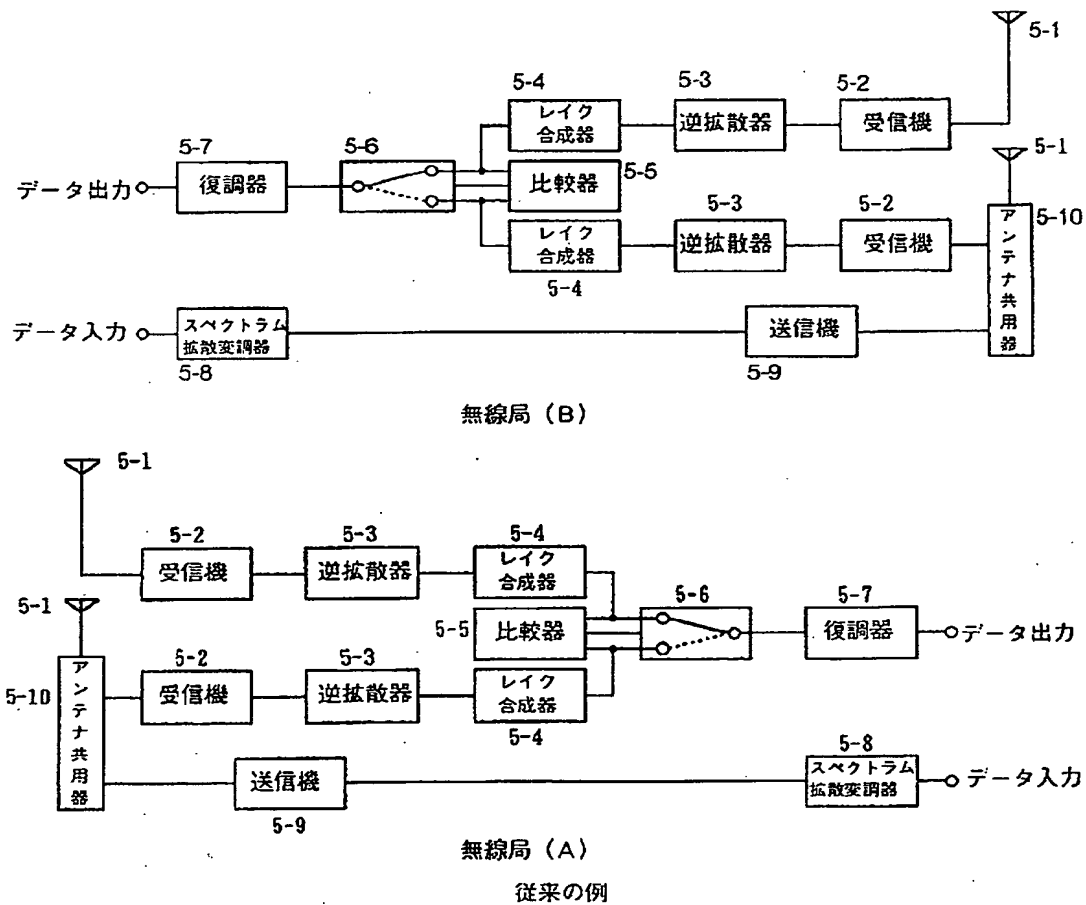 5-1
5-4
5-3
5-2
レイク
合成器
逆拡散器
受信機
5-7
5-6
5-1
データ出力
復調器
比較器
5-5
5-3
5-2
5-10
レイク
合成器
逆拡散器
受信機
アンテナ共用器
5-4
データ入力
スペクトラム
拡散変調器
送信機
5-8
5-9
無線局 (B)
5-1
5-2
5-3
5-4
受信機
逆拡散器
レイク
合成器
5-1
5-6
5-7
5-5
比較器
復調器
データ出力
5-2
5-3
5-10
アンテナ共用器
受信機
逆拡散器
レイク
合成器
5-4
5-8
送信機
スペクトラム
拡散変調器
データ入力
5-9
無線局 (A)
従来の例